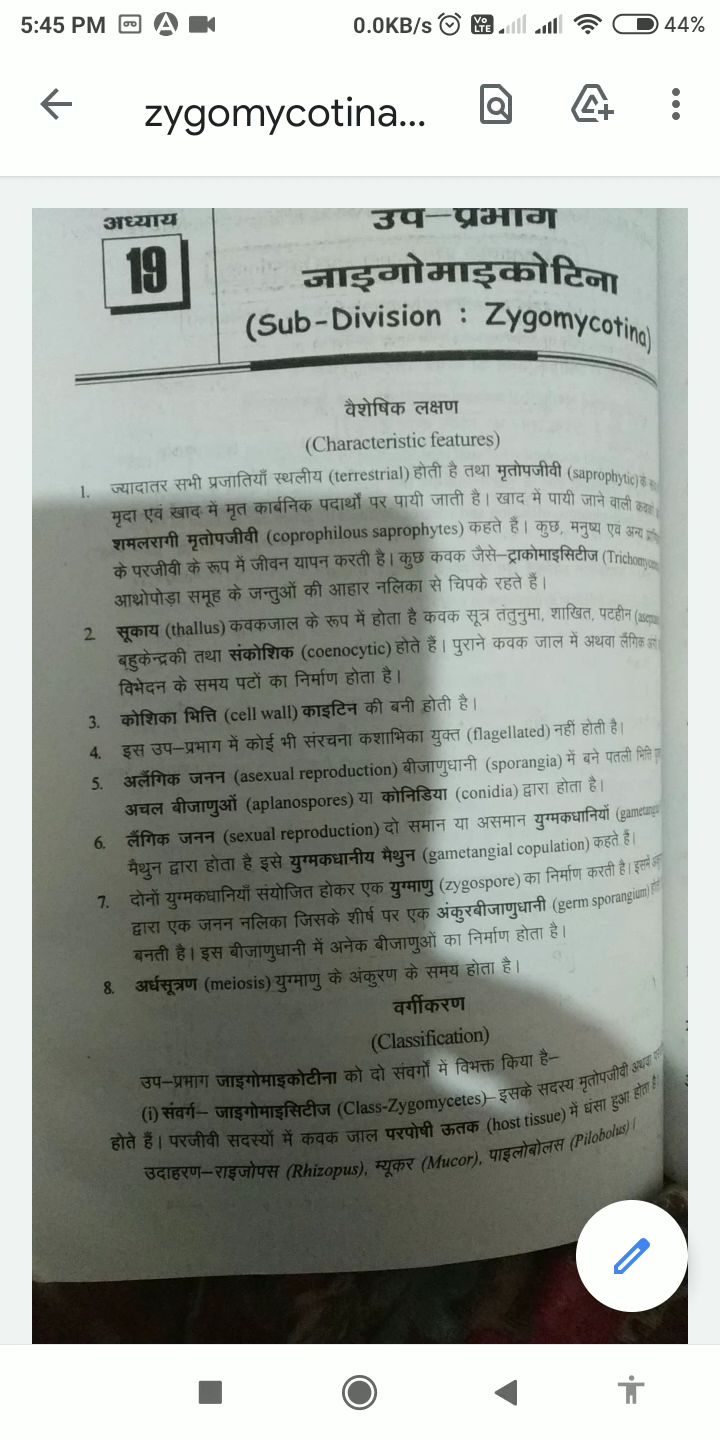 5:45 PM
0.0KB/s
Vo LTE
44%
zygomycotina...
अध्याय
19
उप-प्रभाग
जाइगोमाइकोटिना
(Sub-Division : Zygomycotina)
वैशेषिक लक्षण
(Characteristic features)
1. ज्यादातर सभी प्रजातियाँ स्थलीय (terrestrial) होती है तथा मृतोपजीवी (saprophytic)
मृदा एवं खाद में मृत कार्बनिक पदार्थों पर पायी जाती है। खाद में पायी जाने वाली
शमलरागी मृतोपजीवी (coprophilous saprophytes) कहते हैं। कुछ, मनुष्य एवं अन्य
के परजीवी के रूप में जीवन यापन करती है। कुछ कवक जैसे–ट्राकोमाइसिटीज
आथ्रोपोड़ा समूह के जन्तुओं की आहार नलिका से चिपके रहते हैं।
2. सूकाय (thallus) कवकजाल के रूप में होता है कवक सूत्र तंतुनुमा, शाखित, पटहीन
बहुकेन्द्रकी तथा संकोशिक (coenocytic) होते हैं। पुराने कवक जाल में अथवा लैंगिक
विभेदन के समय पटों का निर्माण होता है।
3. कोशिका भित्ति (cell wall) काइटिन की बनी होती है।
4. इस उप-प्रभाग में कोई भी संरचना कशाभिका युक्त (flagellated) नहीं होती है।
5. अलैंगिक जनन (asexual reproduction) बीजाणुधानी (sporangia) में बने पतली भित्ति
अचल बीजाणुओं (aplanospores) या कोनिडिया (conidia) द्वारा होता है।
6. लैंगिक जनन (sexual reproduction) दो समान या असमान युग्मकधानियों
मैथुन द्वारा होता है इसे युग्मकधानीय मैथुन (gametangial copulation) कहते हैं।
7. दोनों युग्मकधानियाँ संयोजित होकर एक युग्माणु (zygospore) का निर्माण करती है। इसमें
द्वारा एक जनन नलिका जिसके शीर्ष पर एक अंकुरबीजाणुधानी (germ sporangium)
बनती है। इस बीजाणुधानी में अनेक बीजाणुओं का निर्माण होता है।
8. अर्धसूत्रण (meiosis) युग्माणु के अंकुरण के समय होता है।
वर्गीकरण
(Classification)
उप-प्रभाग जाइगोमाइकोटीना को दो संवर्गों में विभक्त किया है–
(i) संवर्ग– जाइगोमाइसिटीज (Class-Zygomycetes)– इसके सदस्य मृतोपजीवी अथवा
होते हैं। परजीवी सदस्यों में कवक जाल परपोषी ऊतक (host tissue) में धंसा हुआ होता है
उदाहरण–राइजोपस (Rhizopus), म्यूकर (Mucor), पाइलोबोलस (Pilobolus)।